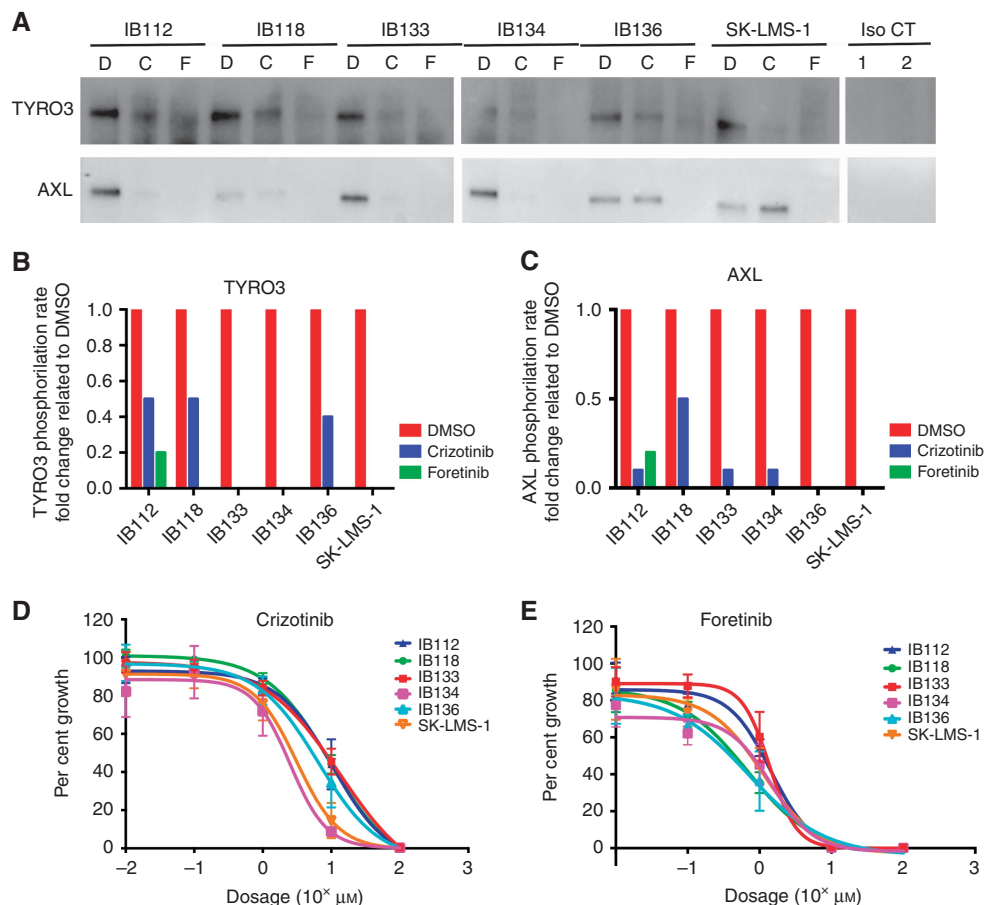 A
IB112 IB118 IB133 IB134 IB136 SK-LMS-1 Iso CT
D C F D C F D C F D C F D C F D C F 1 2
TYRO3
AXL
B
TYRO3
TYRO3 phosphorilation rate
fold change related to DMSO
1.0
0.8
0.6
0.4
0.2
0.0
IB112
IB118
IB133
IB134
IB136
SK-LMS-1
DMSO
Crizotinib
Foretinib
C
AXL
AXL phosphorilation rate
fold change related to DMSO
1.0
0.5
0.0
IB112
IB118
IB133
IB134
IB136
SK-LMS-1
DMSO
Crizotinib
Foretinib
D
Crizotinib
Per cent growth
120
100
80
60
40
20
0
–2 –1 0 1 2 3
Dosage (10ˣ μM)
IB112
IB118
IB133
IB134
IB136
SK-LMS-1
E
Foretinib
Per cent growth
120
100
80
60
40
20
0
–1 0 1 2 3
Dosage (10ˣ μM)
IB112
IB118
IB133
IB134
IB136
SK-LMS-1